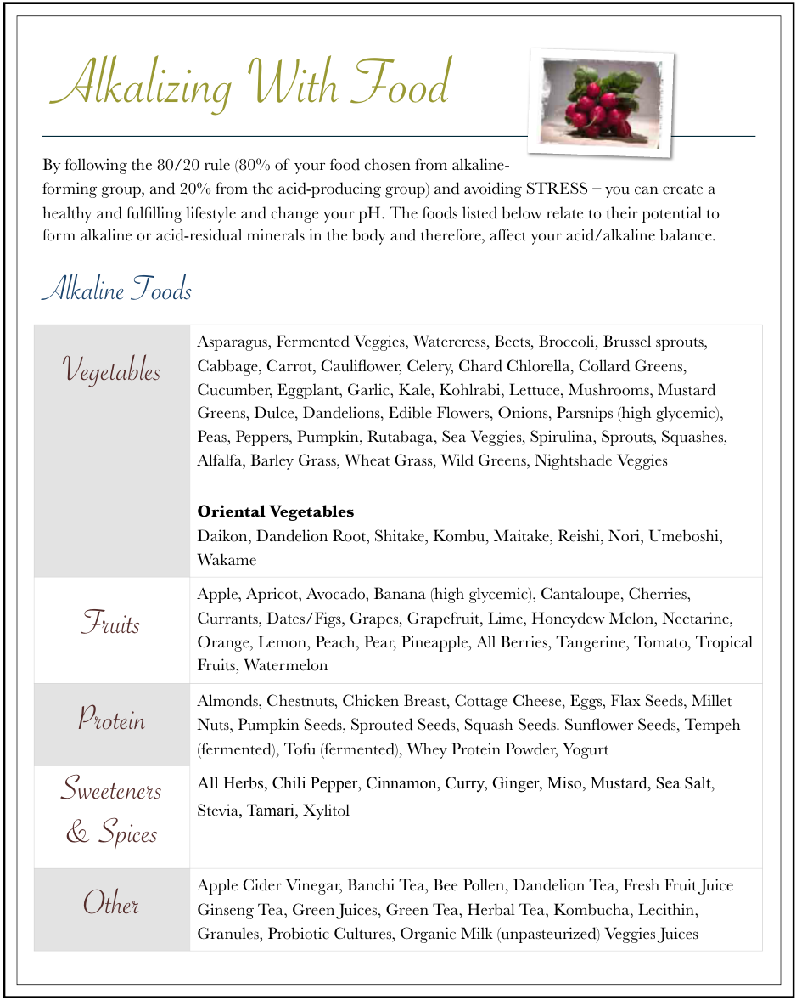 Alkalizing With Food
By following the 80/20 rule (80% of your food chosen from alkaline-
forming group, and 20% from the acid-producing group) and avoiding STRESS – you can create a
healthy and fulfilling lifestyle and change your pH. The foods listed below relate to their potential to
form alkaline or acid-residual minerals in the body and therefore, affect your acid/alkaline balance.
Alkaline Foods
Vegetables
Asparagus, Fermented Veggies, Watercress, Beets, Broccoli, Brussel sprouts,
Cabbage, Carrot, Cauliflower, Celery, Chard Chlorella, Collard Greens,
Cucumber, Eggplant, Garlic, Kale, Kohlrabi, Lettuce, Mushrooms, Mustard
Greens, Dulce, Dandelions, Edible Flowers, Onions, Parsnips (high glycemic),
Peas, Peppers, Pumpkin, Rutabaga, Sea Veggies, Spirulina, Sprouts, Squashes,
Alfalfa, Barley Grass, Wheat Grass, Wild Greens, Nightshade Veggies
Oriental Vegetables
Daikon, Dandelion Root, Shitake, Kombu, Maitake, Reishi, Nori, Umeboshi,
Wakame
Fruits
Apple, Apricot, Avocado, Banana (high glycemic), Cantaloupe, Cherries,
Currants, Dates/Figs, Grapes, Grapefruit, Lime, Honeydew Melon, Nectarine,
Orange, Lemon, Peach, Pear, Pineapple, All Berries, Tangerine, Tomato, Tropical
Fruits, Watermelon
Protein
Almonds, Chestnuts, Chicken Breast, Cottage Cheese, Eggs, Flax Seeds, Millet
Nuts, Pumpkin Seeds, Sprouted Seeds, Squash Seeds. Sunflower Seeds, Tempeh
(fermented), Tofu (fermented), Whey Protein Powder, Yogurt
Sweeteners
& Spices
All Herbs, Chili Pepper, Cinnamon, Curry, Ginger, Miso, Mustard, Sea Salt,
Stevia, Tamari, Xylitol
Other
Apple Cider Vinegar, Banchi Tea, Bee Pollen, Dandelion Tea, Fresh Fruit Juice
Ginseng Tea, Green Juices, Green Tea, Herbal Tea, Kombucha, Lecithin,
Granules, Probiotic Cultures, Organic Milk (unpasteurized) Veggies Juices